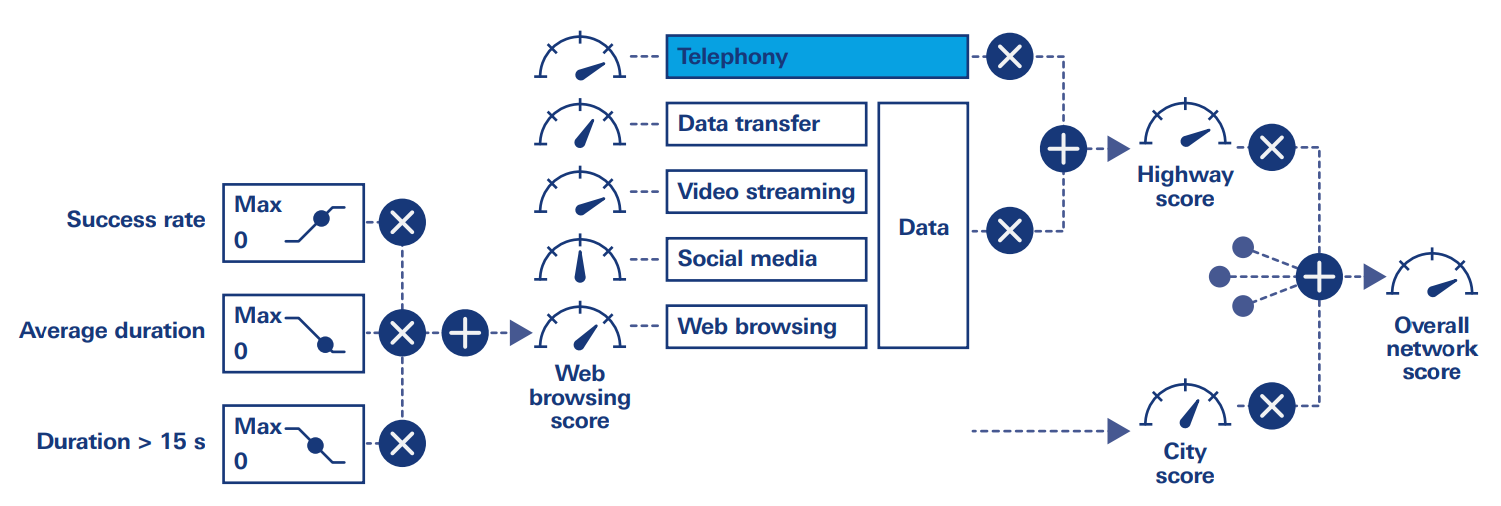 Success rate
Max
0
Average duration
Max
0
Duration > 15 s
Max
0
Web
browsing
score
Telephony
Data transfer
Video streaming
Social media
Web browsing
Data
Highway
score
City
score
Overall
network
score